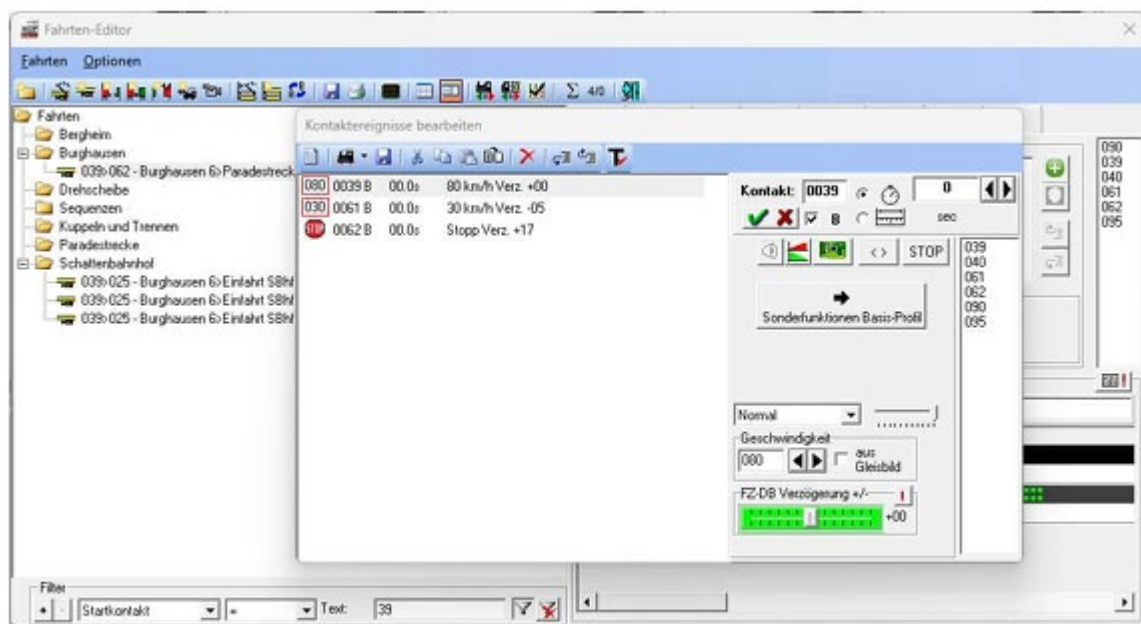 Fahrten-Editor
Fahrten Optionen
Σ 4/0
Fahrten
Bergheim
Burghausen
039>062 - Burghausen 6>Paradestreck
Drehscheibe
Sequenzen
Kuppeln und Trennen
Paradestrecke
Schattenbahnhof
039>025 - Burghausen 6>Einfahrt SBhf
039>025 - Burghausen 6>Einfahrt SBhf
039>025 - Burghausen 6>Einfahrt SBhf
Kontaktereignisse bearbeiten
080 0039 B 00.0s 80 km/h Verz. +00
030 0061 B 00.0s 30 km/h Verz. -05
STOP 0062 B 00.0s Stopp Verz. +17
Kontakt: 0039 0
B sec
<> STOP
Sonderfunktionen Basis-Profil
039
040
061
062
090
095
Normal
Geschwindigkeit
080 aus Gleisbild
FZ-DB Verzögerung +/- !
+00
090
039
040
061
062
095
Filter
+ - Startkontakt = Text: 39